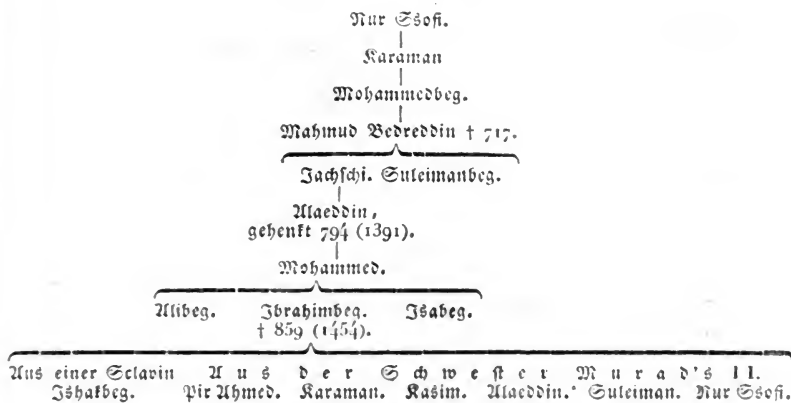 Nur Ssofi.
Karaman
Mohammedbeg.
Mahmud Bedreddin † 717.
Jachschi. Suleimanbeg.
Alaeddin,
gehenkt 794 (1391).
Mohammed.
Alibeg. Ibrahimbeg. Isabeg.
† 859 (1454).
Aus einer Sclavin Aus der Schwester Murad's II.
Ishakbeg. Pir Ahmed. Karaman. Kasim. Alaeddin. Suleiman. Nur Ssofi.